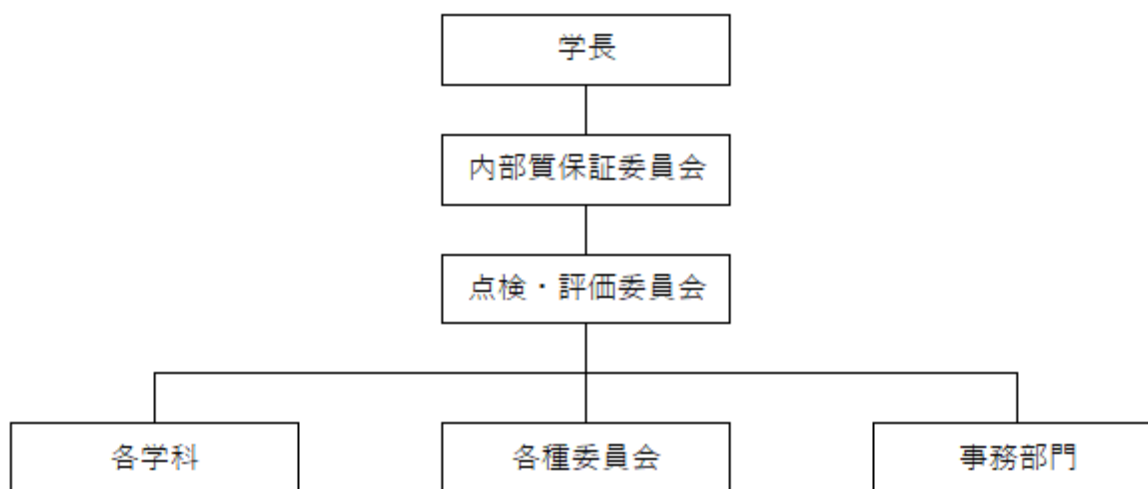 学長
内部質保証委員会
点検・評価委員会
各学科
各種委員会
事務部門